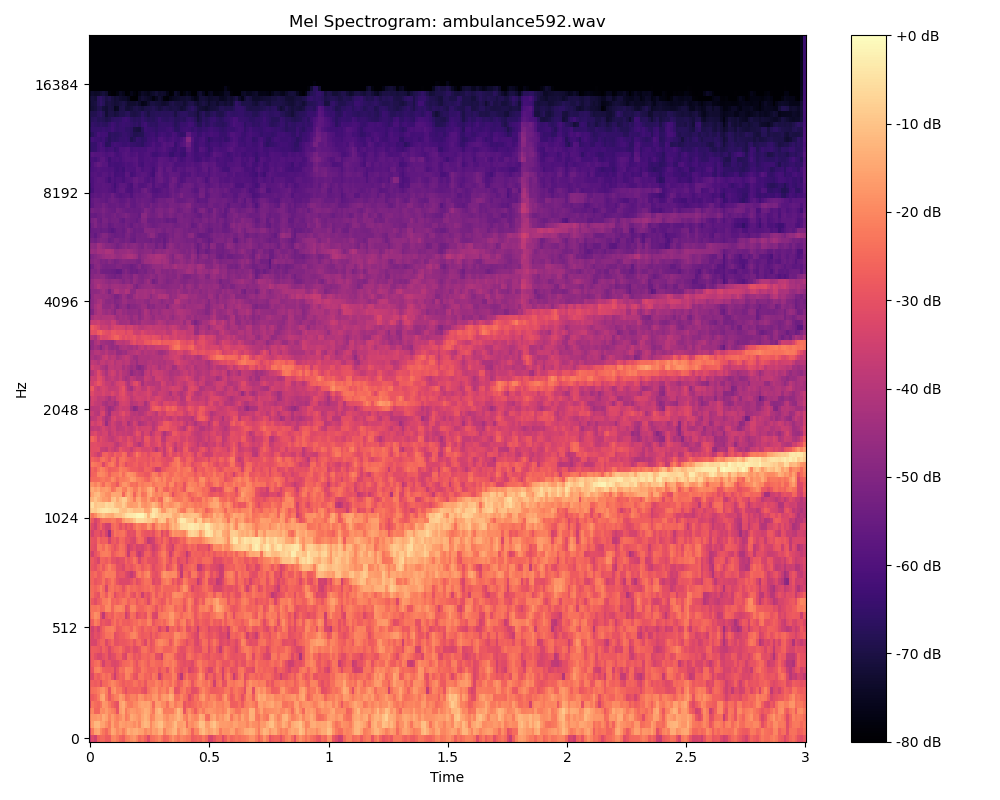 Mel Spectrogram: ambulance592.wav
+0 dB
16384
-10 dB
8192
-20 dB
4096
-30 dB
Hz
2048
-40 dB
-50 dB
1024
-60 dB
512
-70 dB
0
-80 dB
0 0.5 1 1.5 2 2.5 3
Time